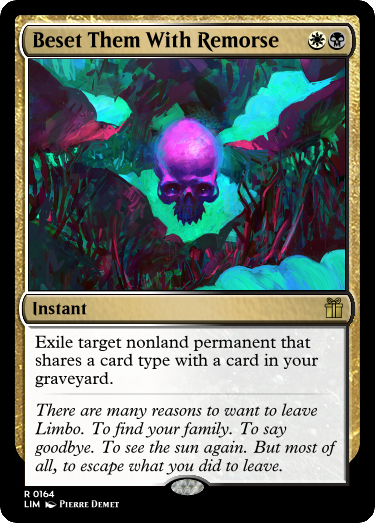 Beset Them With Remorse
Instant
Exile target nonland permanent that
shares a card type with a card in your
graveyard.
There are many reasons to want to leave
Limbo. To find your family. To say
goodbye. To see the sun again. But most of
all, to escape what you did to leave.
R 0164
LIM Pierre Demet